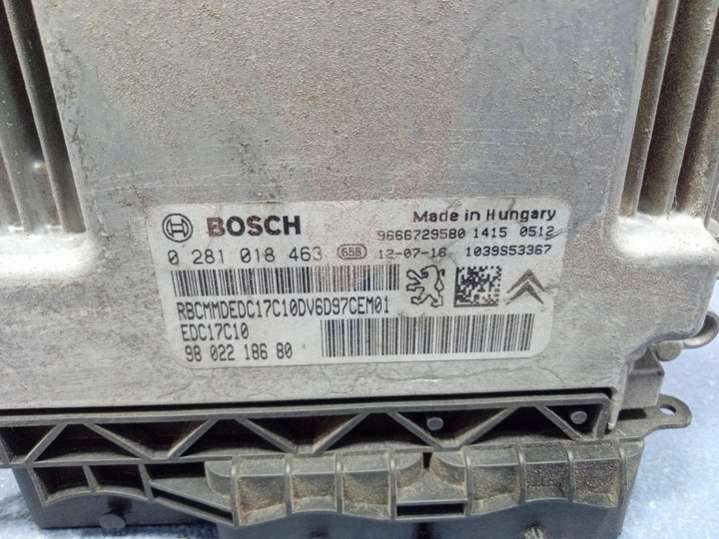 BOSCH
Made in Hungary
9666729580 1415 0512
0 281 018 463 658 12-07-16 1039S53367
RBCMMDEDC17C10DV6D97CEM01
EDC17C10
98 022 186 80